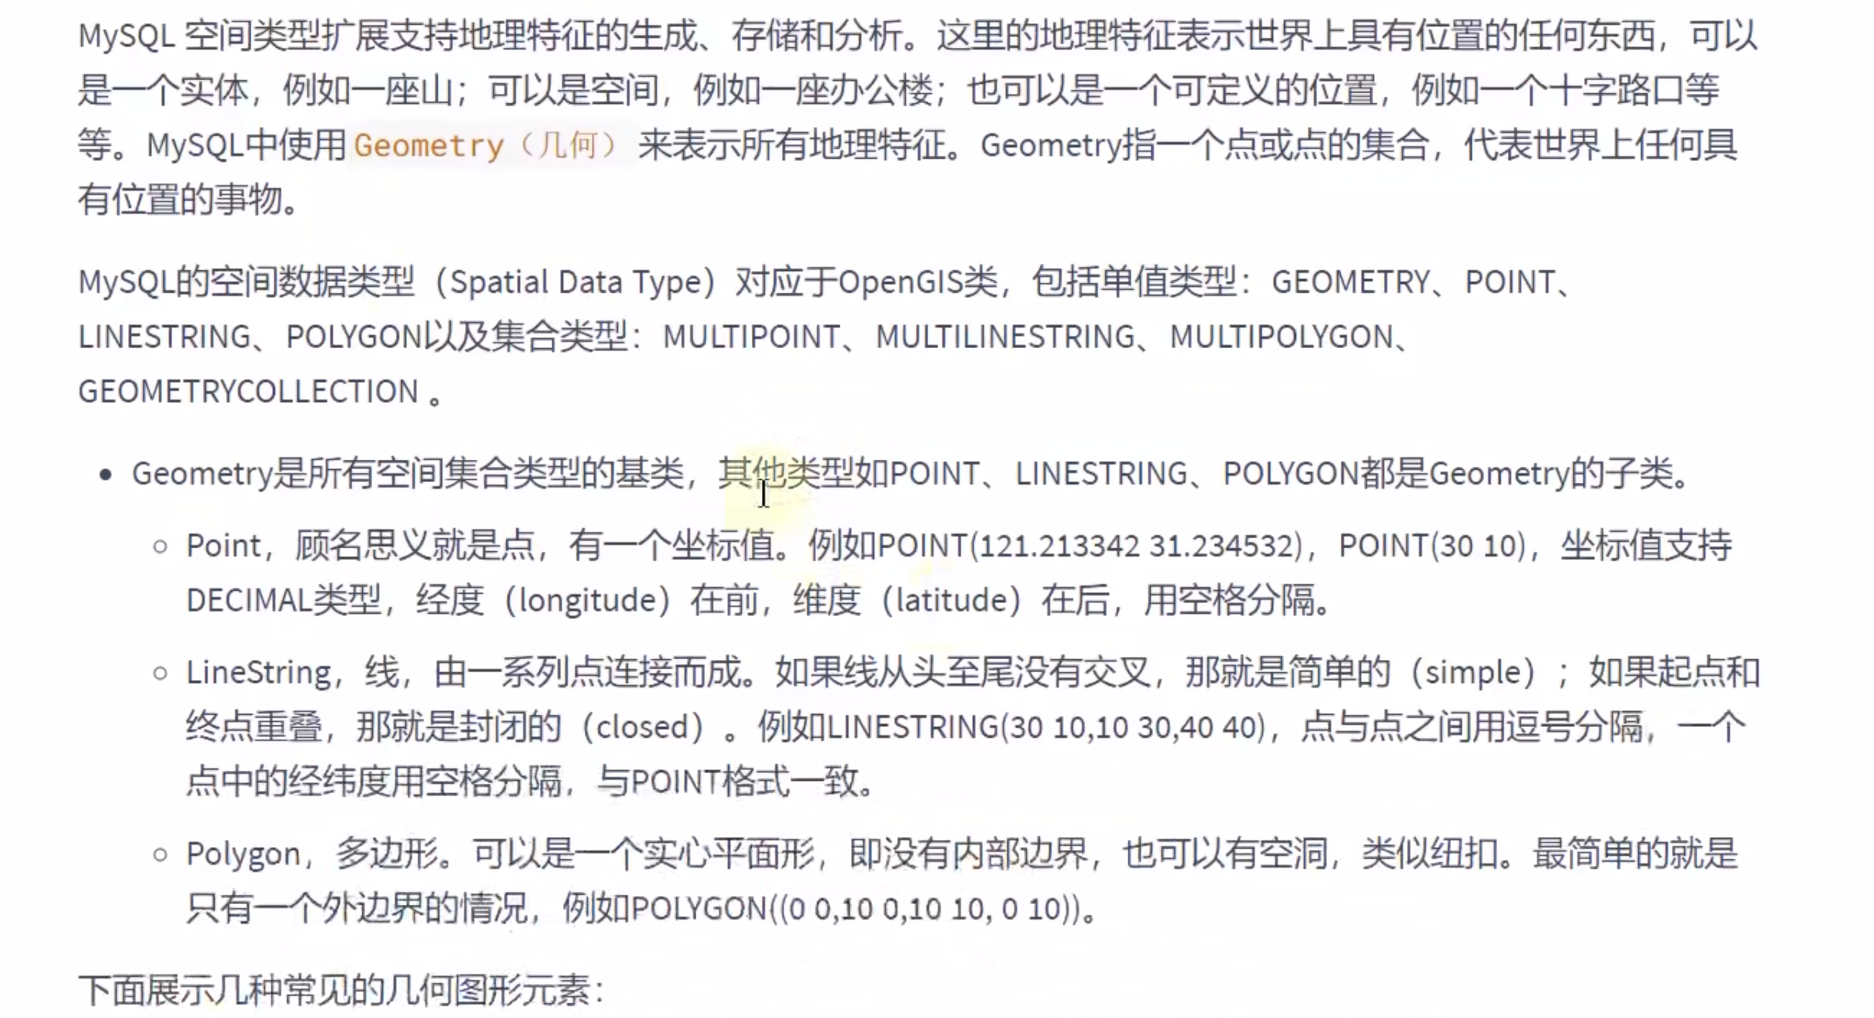 MySQL 空间类型扩展支持地理特征的生成、存储和分析。这里的地理特征表示世界上具有位置的任何东西，可以
是一个实体，例如一座山；可以是空间，例如一座办公楼；也可以是一个可定义的位置，例如一个十字路口等
等。MySQL中使用 Geometry（几何） 来表示所有地理特征。Geometry指一个点或点的集合，代表世界上任何具
有位置的事物。
MySQL的空间数据类型（Spatial Data Type）对应于OpenGIS类，包括单值类型：GEOMETRY、POINT、
LINESTRING、POLYGON以及集合类型：MULTIPOINT、MULTILINESTRING、MULTIPOLYGON、
GEOMETRYCOLLECTION 。
• Geometry是所有空间集合类型的基类，其他类型如POINT、LINESTRING、POLYGON都是Geometry的子类。
○ Point，顾名思义就是点，有一个坐标值。例如POINT(121.213342 31.234532)，POINT(30 10)，坐标值支持
DECIMAL类型，经度（longitude）在前，维度（latitude）在后，用空格分隔。
○ LineString，线，由一系列点连接而成。如果线从头至尾没有交叉，那就是简单的（simple）；如果起点和
终点重叠，那就是封闭的（closed）。例如LINESTRING(30 10,10 30,40 40)，点与点之间用逗号分隔，一个
点中的经纬度用空格分隔，与POINT格式一致。
○ Polygon，多边形。可以是一个实心平面形，即没有内部边界，也可以有空洞，类似纽扣。最简单的就是
只有一个外边界的情况，例如POLYGON((0 0,10 0,10 10, 0 10))。
下面展示几种常见的几何图形元素：